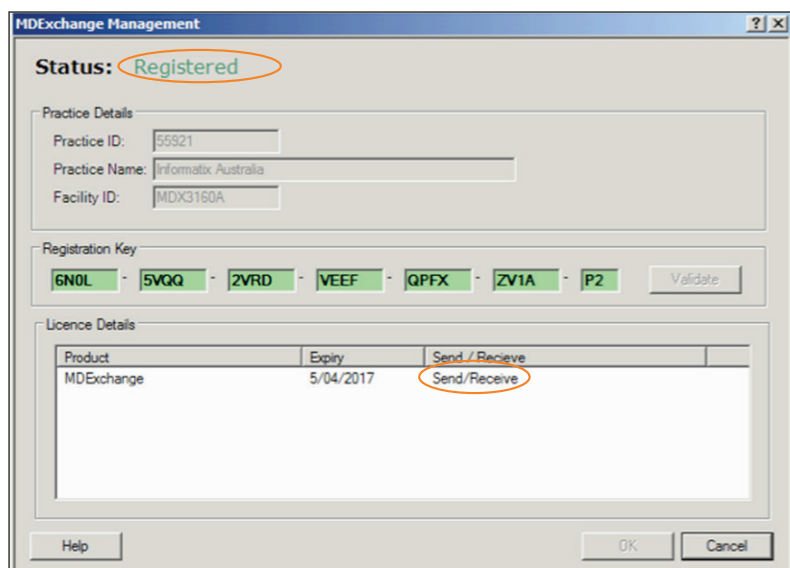 MDExchange Management
Status: Registered
Practice Details
Practice ID: 55921
Practice Name: Informatix Australia
Facility ID: MDX3160A
Registration Key
6N0L - 5VQQ - 2VRD - VEEF - QPFX - ZV1A - P2 Validate
Licence Details
Product Expiry Send / Recieve
MDExchange 5/04/2017 Send/Receive
Help OK Cancel